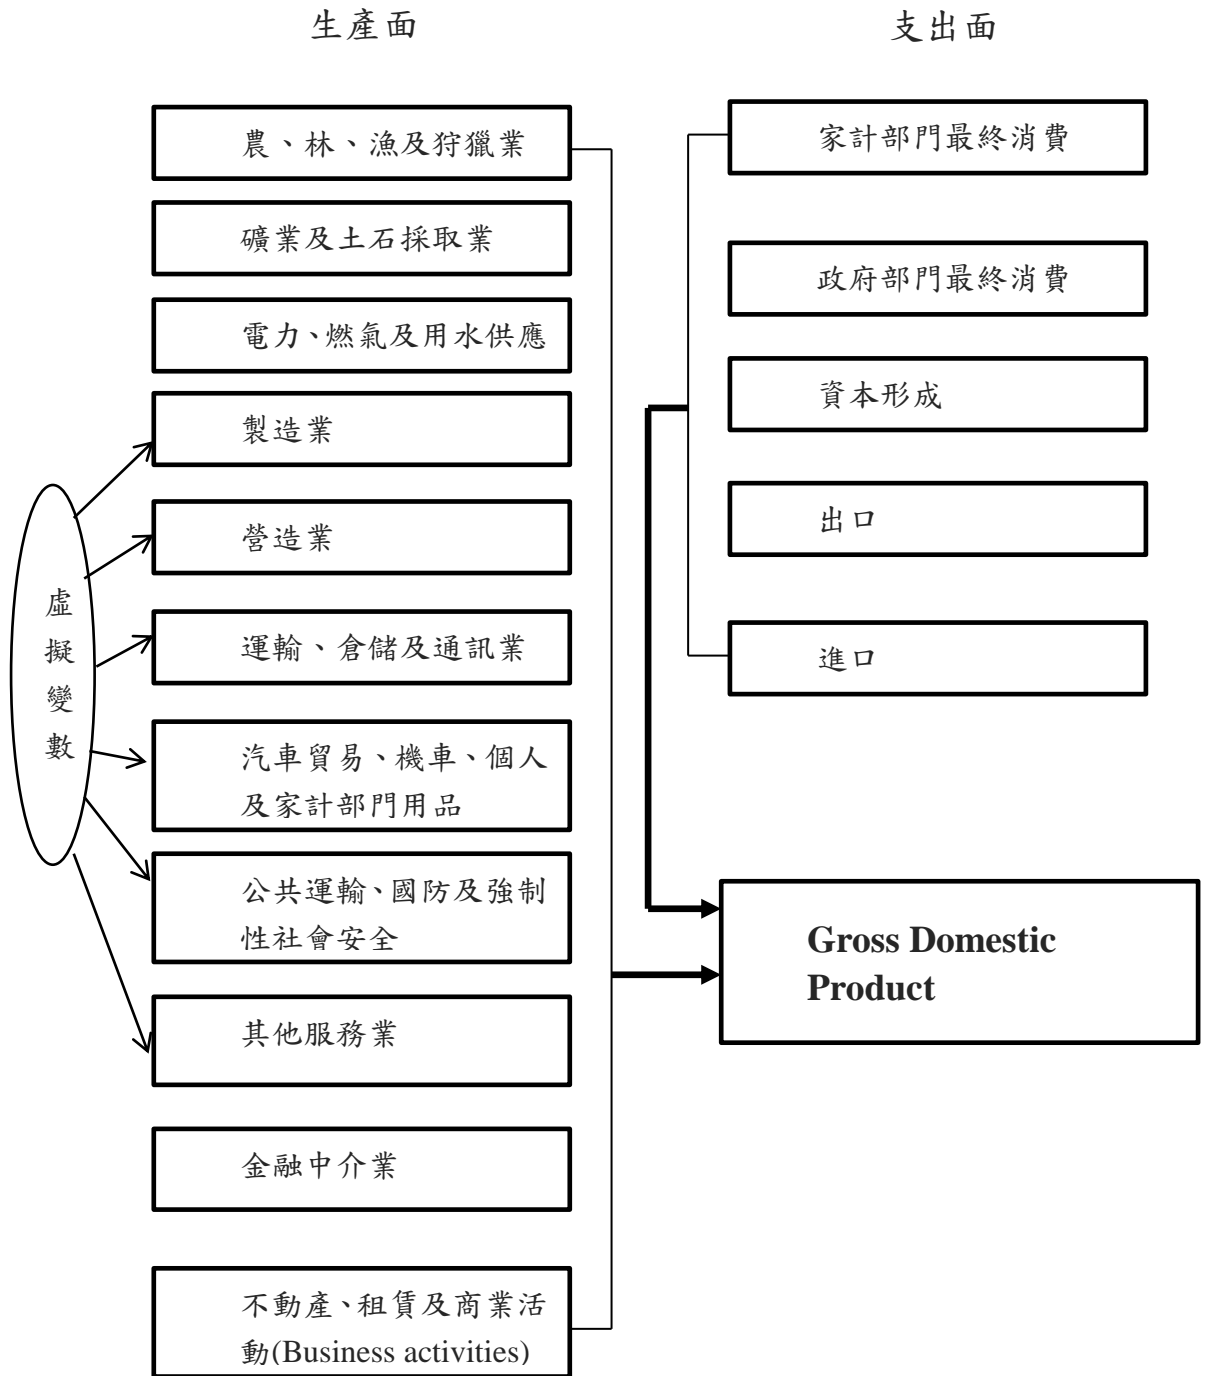 生產面
支出面
農、林、漁及狩獵業
礦業及土石採取業
電力、燃氣及用水供應
製造業
營造業
運輸、倉儲及通訊業
汽車貿易、機車、個人
及家計部門用品
公共運輸、國防及強制
性社會安全
其他服務業
金融中介業
不動產、租賃及商業活
動(Business activities)
虛
擬
變
數
家計部門最終消費
政府部門最終消費
資本形成
出口
進口
Gross Domestic
Product